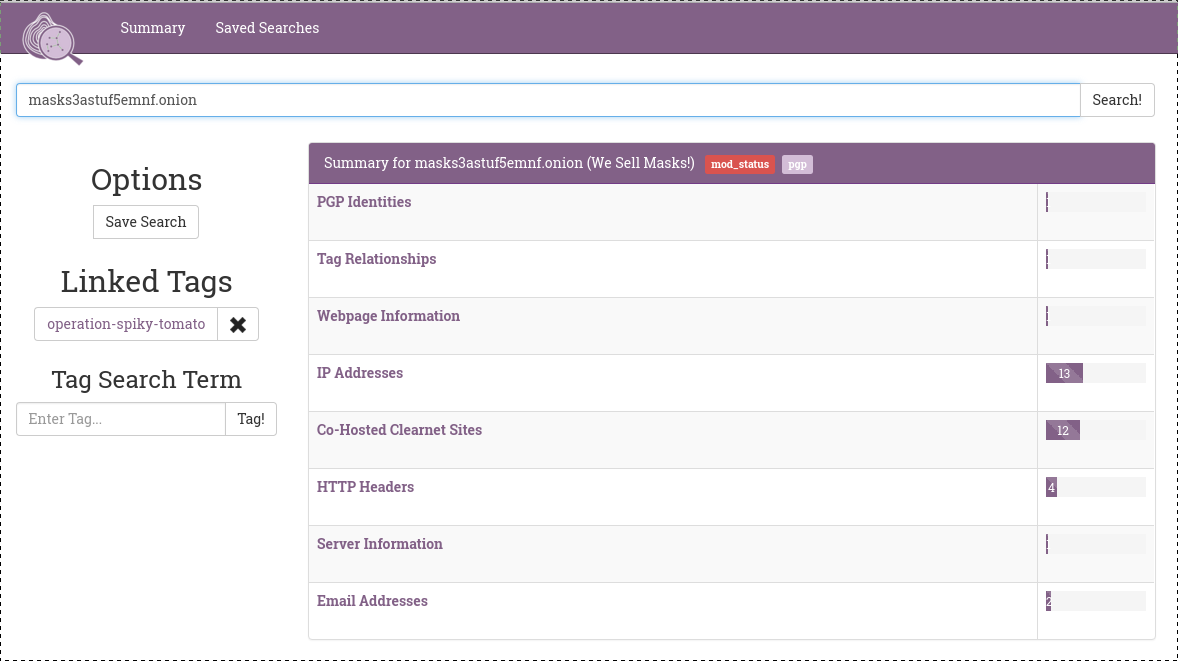 Summary Saved Searches
masks3astuf5emnf.onion Search!
Options
Save Search
Linked Tags
operation-spiky-tomato ✖
Tag Search Term
Enter Tag... Tag!
Summary for masks3astuf5emnf.onion (We Sell Masks!) mod_status pgp
PGP Identities
Tag Relationships
Webpage Information
IP Addresses 13
Co-Hosted Clearnet Sites 12
HTTP Headers 4
Server Information
Email Addresses 2